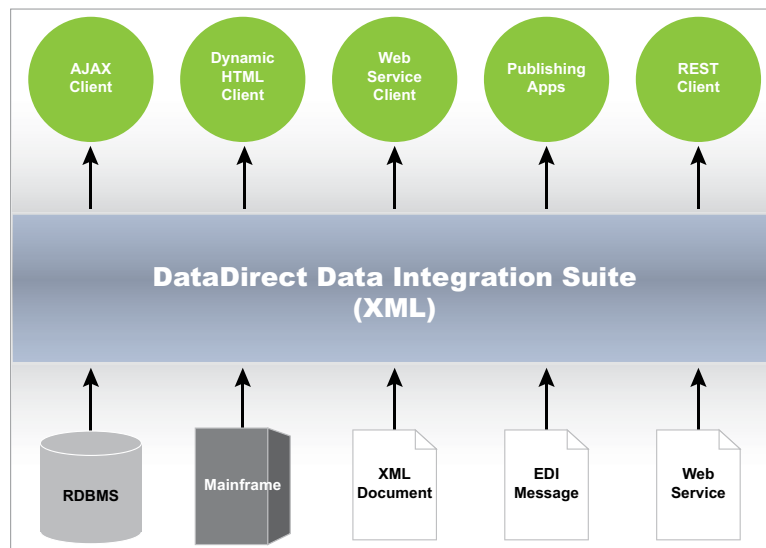 AJAX
Client
Dynamic
HTML
Client
Web
Service
Client
Publishing
Apps
REST
Client
DataDirect Data Integration Suite
(XML)
RDBMS
Mainframe
XML
Document
EDI
Message
Web
Service